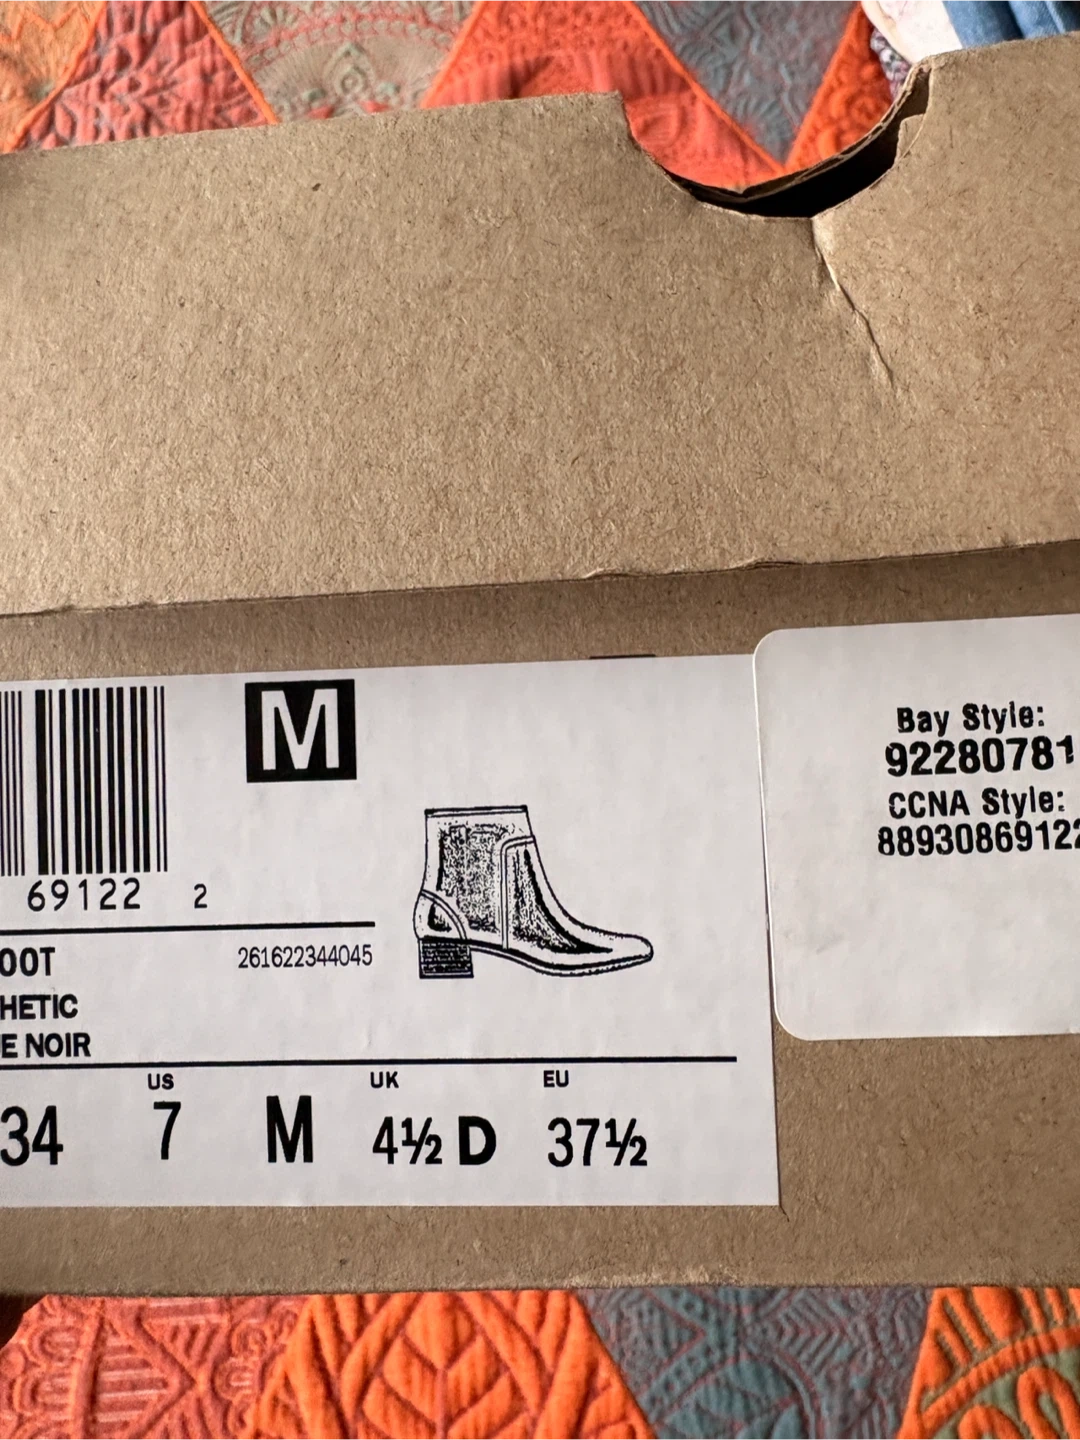 M
69122 2
OOT 261622344045
HETIC
E NOIR
US UK EU
34 7 M 4½ D 37½
Bay Style:
92280781
CCNA Style:
88930869122